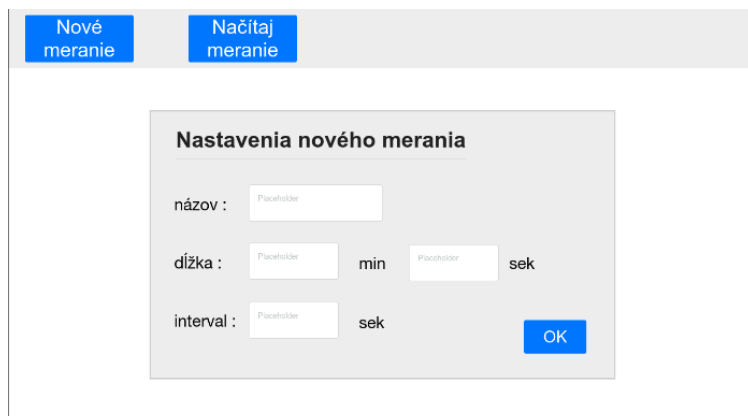 Nové
meranie
Načítaj
meranie
Nastavenia nového merania
názov :
Placeholder
dĺžka :
Placeholder
min
Placeholder
sek
interval :
Placeholder
sek
OK